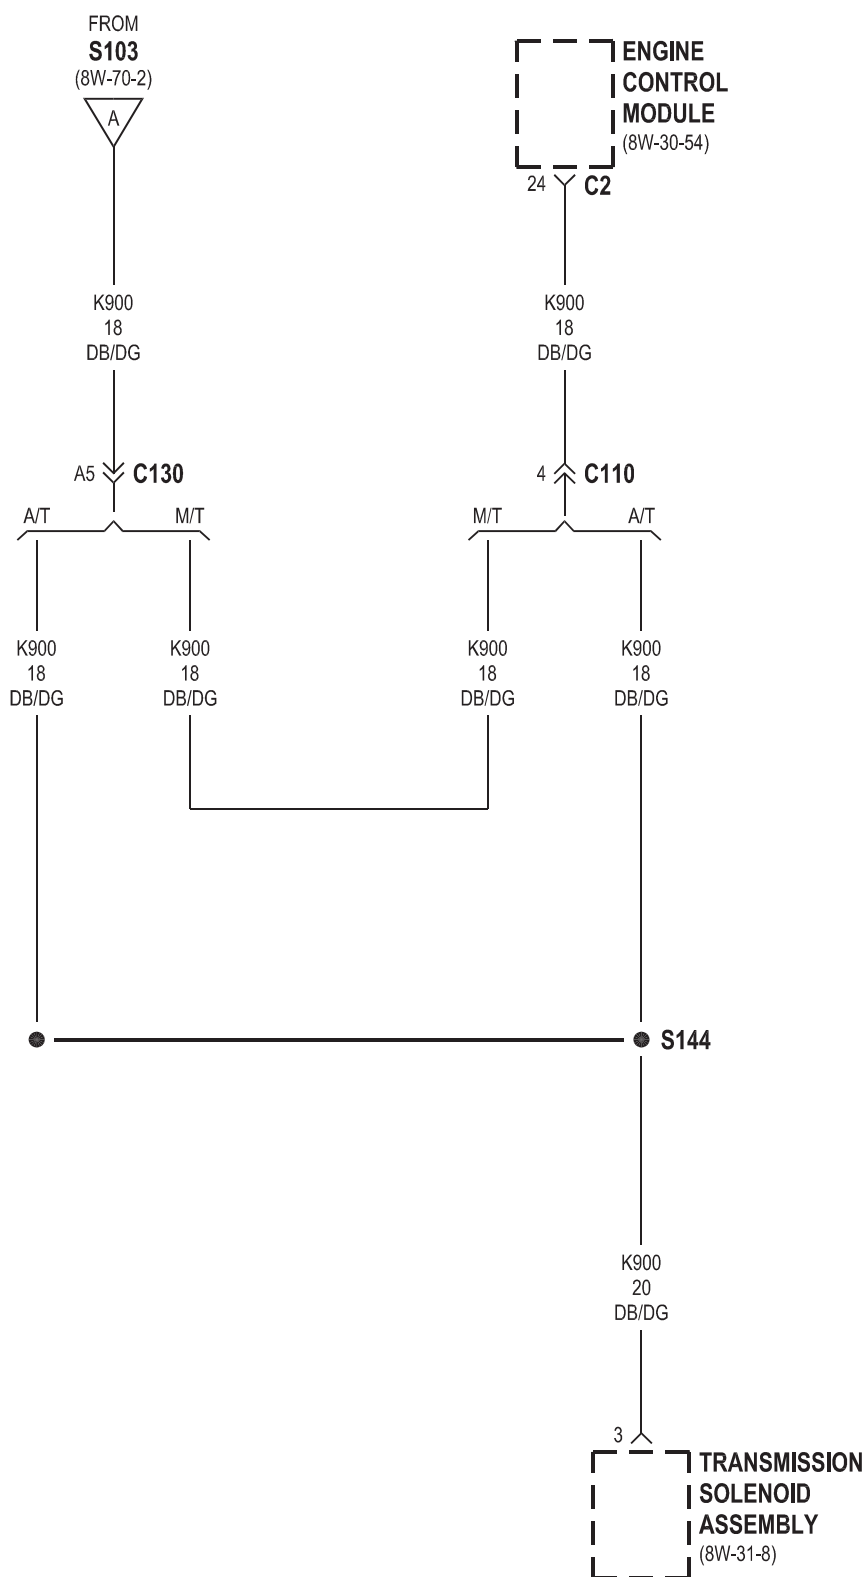 FROM
S103
(8W-70-2)
A
ENGINE
CONTROL
MODULE
(8W-30-54)
24
C2
K900
18
DB/DG
K900
18
DB/DG
A5
C130
4
C110
A/T
M/T
M/T
A/T
K900
18
DB/DG
K900
18
DB/DG
K900
18
DB/DG
K900
18
DB/DG
S144
K900
20
DB/DG
3
TRANSMISSION
SOLENOID
ASSEMBLY
(8W-31-8)